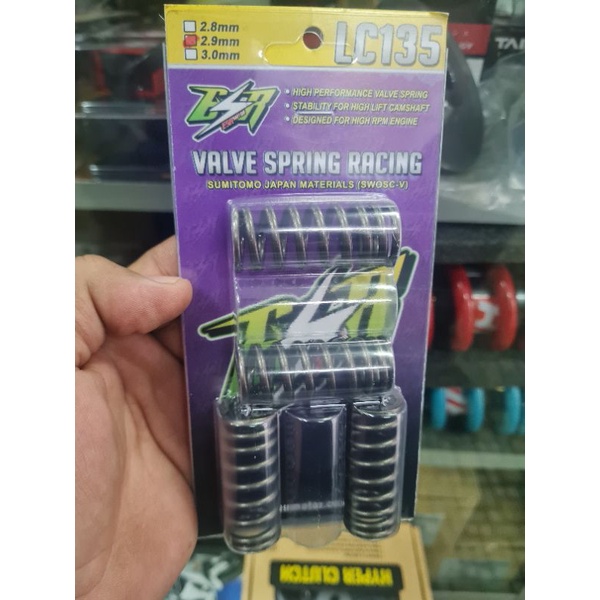 2.8mm
2.9mm
3.0mm
LC135
• HIGH PERFORMANCE VALVE SPRING
• STABILITY FOR HIGH LIFT CAMSHAFT
• DESIGNED FOR HIGH RPM ENGINE
VALVE SPRING RACING
SUMITOMO JAPAN MATERIALS (SWOSC-V)
HYPER CLUTCH